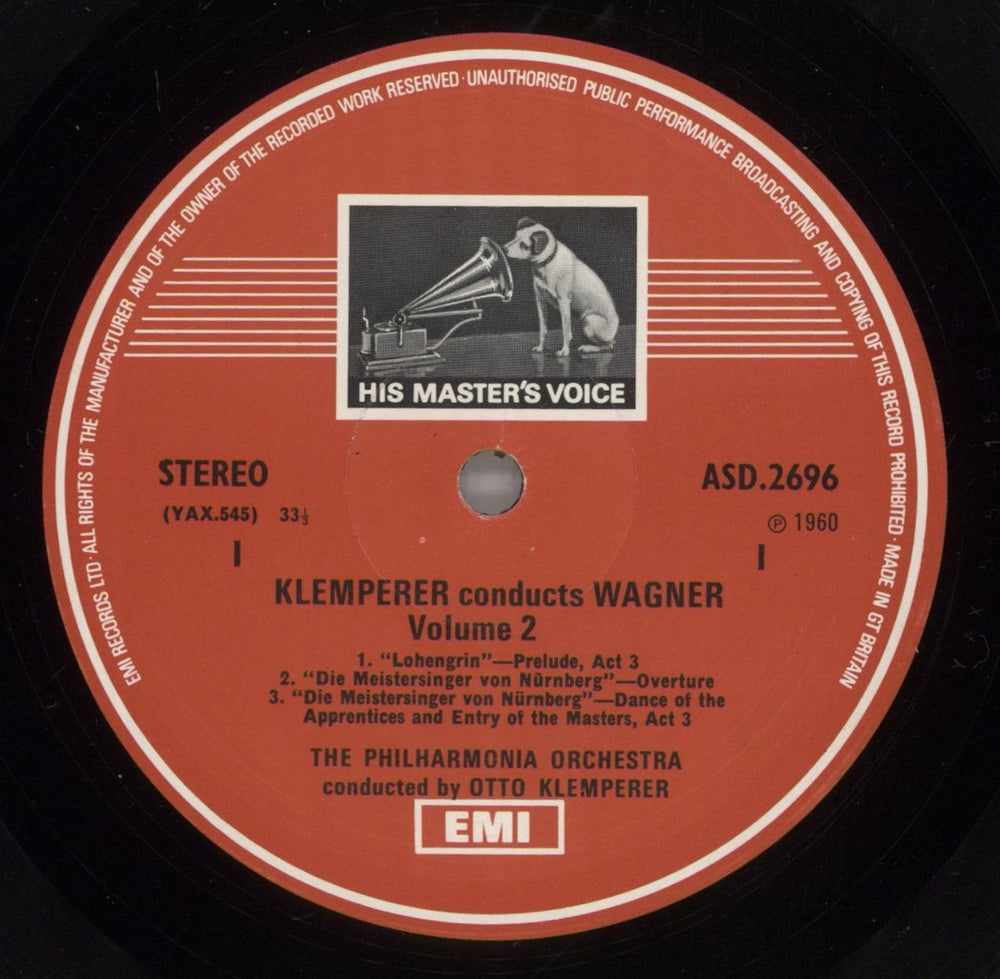 EMI RECORDS LTD · ALL RIGHTS OF THE MANUFACTURER AND OF THE OWNER OF THE RECORDED WORK RESERVED · UNAUTHORISED PUBLIC PERFORMANCE BROADCASTING AND COPYING OF THIS RECORD PROHIBITED · MADE IN GT BRITAIN
HIS MASTER'S VOICE
STEREO ASD.2696
(YAX.545) 33⅓ Ⓟ 1960
I I
KLEMPERER conducts WAGNER
Volume 2
1. “Lohengrin”—Prelude, Act 3
2. “Die Meistersinger von Nürnberg”—Overture
3. “Die Meistersinger von Nürnberg”—Dance of the
Apprentices and Entry of the Masters, Act 3
THE PHILHARMONIA ORCHESTRA
conducted by OTTO KLEMPERER
EMI